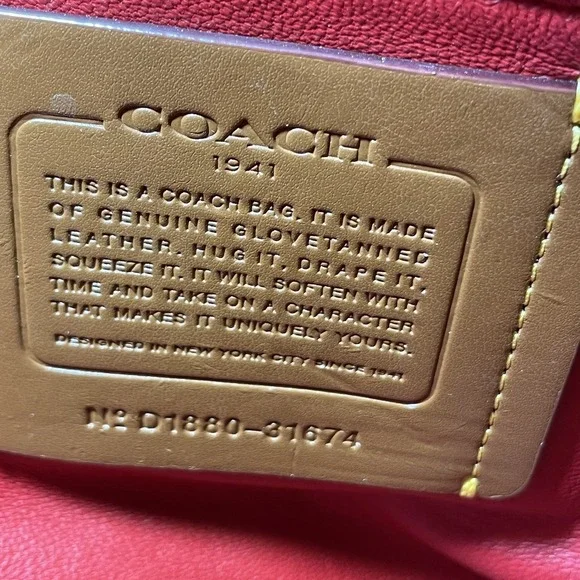 COACH
1941
THIS IS A COACH BAG. IT IS MADE
OF GENUINE GLOVETANNED
LEATHER. HUG IT, DRAPE IT,
SQUEEZE IT. IT WILL SOFTEN WITH
TIME AND TAKE ON A CHARACTER
THAT MAKES IT UNIQUELY YOURS.
DESIGNED IN NEW YORK CITY SINCE 1941
Nº D1880-31674